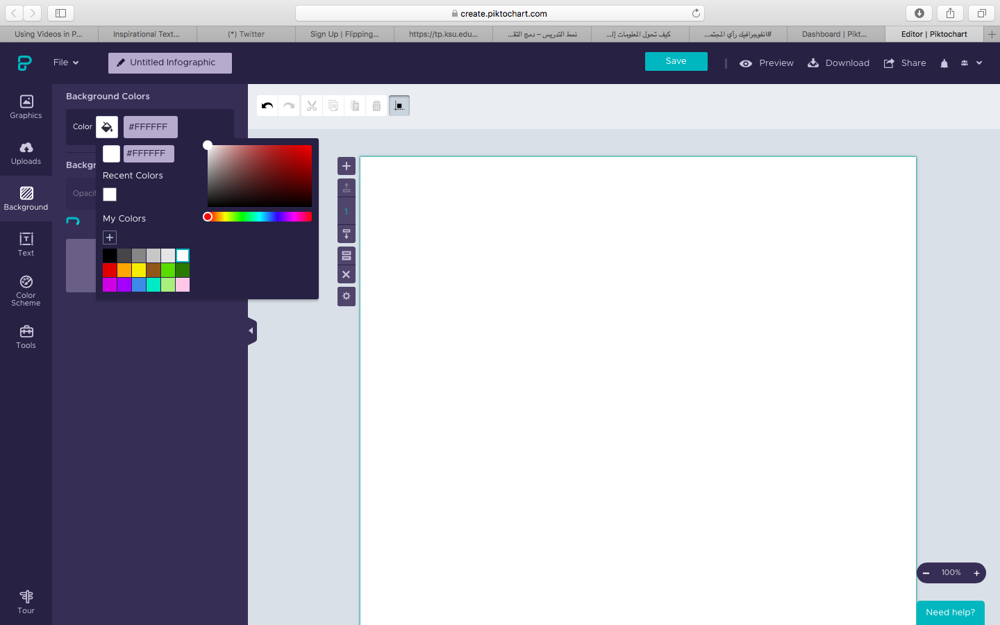 create.piktochart.com
Using Videos in P...
Inspirational Text...
(*) Twitter
Sign Up | Flipping...
https://tp.ksu.edu...
نمط التدريس – دمج التق...
كيف تحول المعلومات إلـ...
#انفوجرافيك رأي المجتمـ...
Dashboard | Pikt...
Editor | Piktochart
File
Untitled Infographic
Save
Preview
Download
Share
Graphics
Uploads
Background
Text
Color
Scheme
Tools
Tour
Background Colors
Color
#FFFFFF
#FFFFFF
Backgr
Opacit
Recent Colors
My Colors
1
100%
Need help?